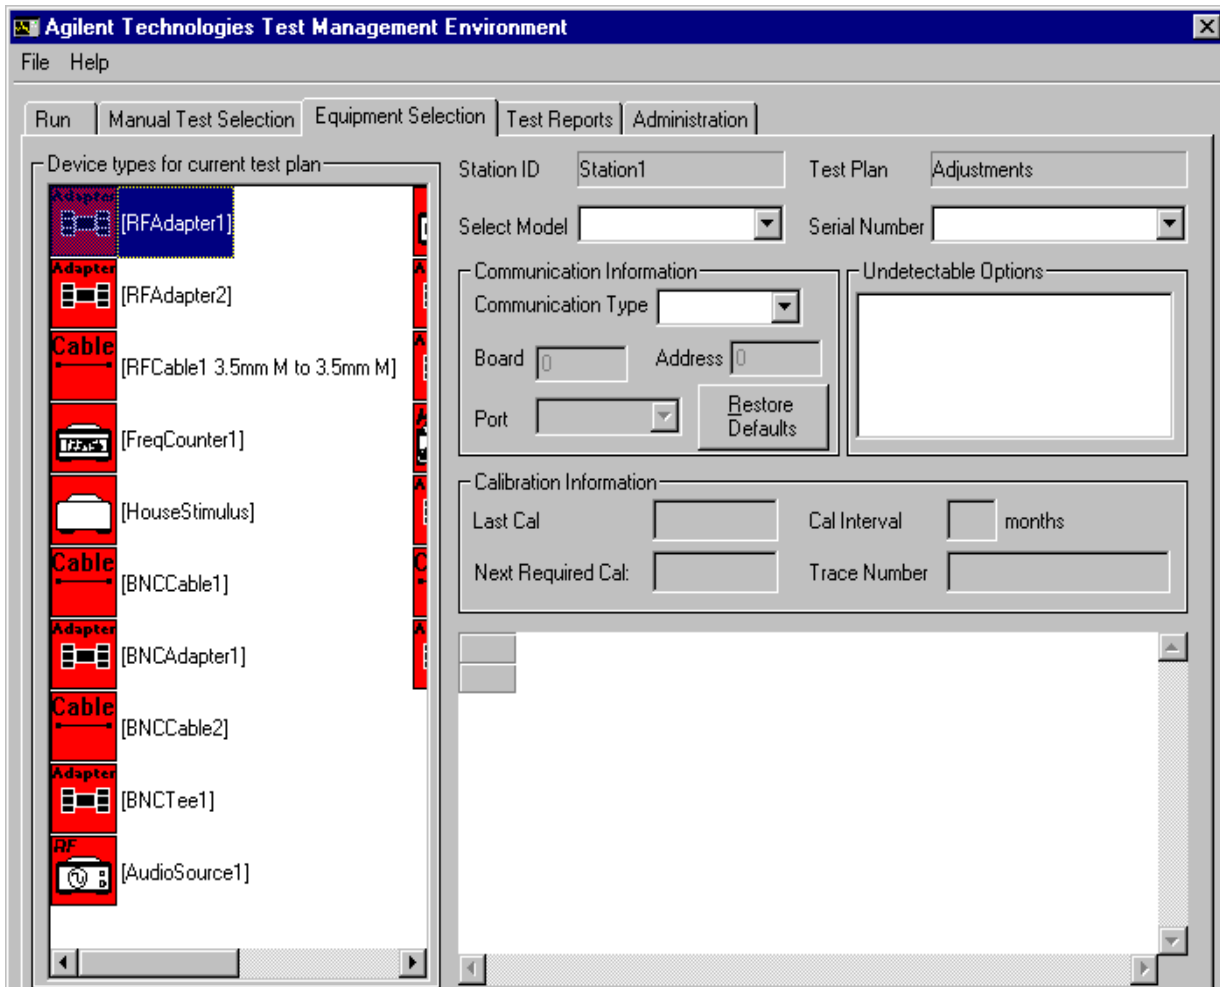 Agilent Technologies Test Management Environment
File Help
Run Manual Test Selection Equipment Selection Test Reports Administration
Device types for current test plan
Adapter [RFAdapter1]
Adapter [RFAdapter2]
Cable [RFCable1 3.5mm M to 3.5mm M]
[FreqCounter1]
[HouseStimulus]
Cable [BNCCable1]
Adapter [BNCAdapter1]
Cable [BNCCable2]
Adapter [BNCTee1]
RF [AudioSource1]
Station ID Station1 Test Plan Adjustments
Select Model Serial Number
Communication Information
Communication Type
Board 0 Address 0
Port Restore Defaults
Undetectable Options
Calibration Information
Last Cal Cal Interval months
Next Required Cal: Trace Number